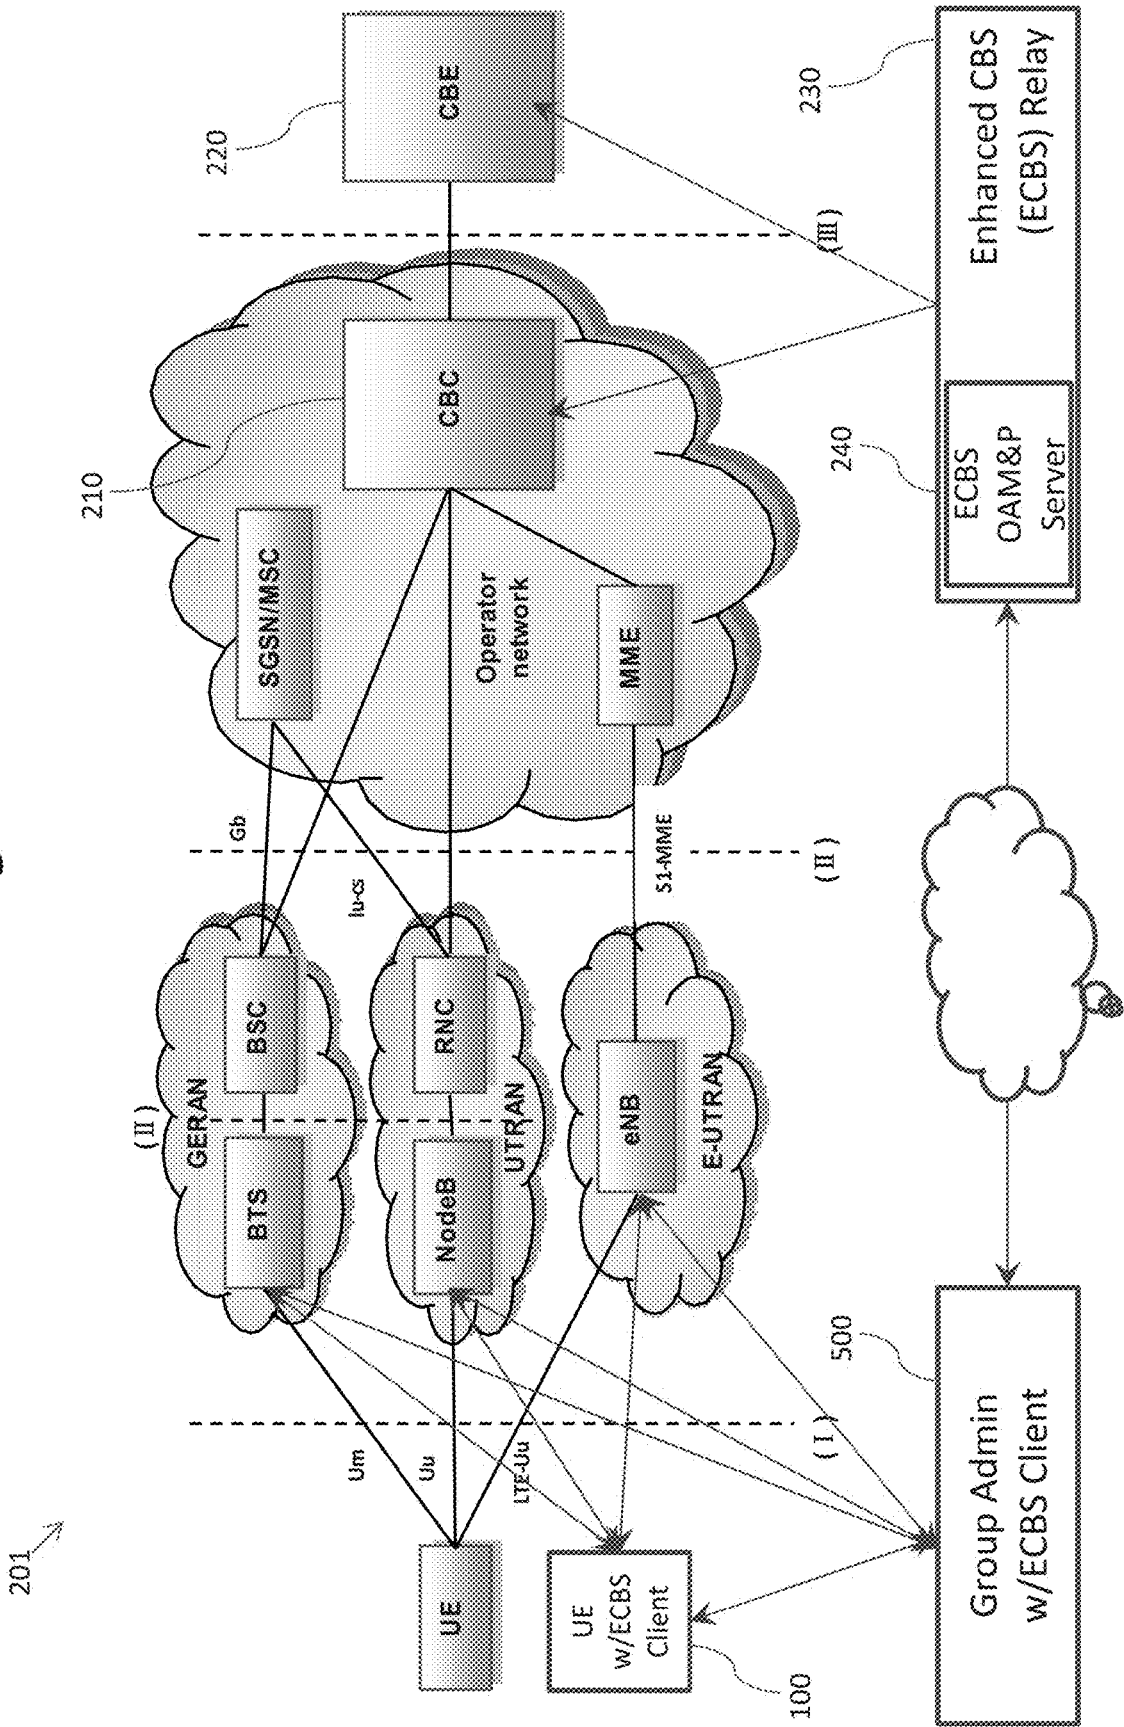 201
UE
UE
w/ECBS
Client
100
Um
Uu
LTE-Uu
(I)
Group Admin
w/ECBS Client
500
(II)
GERAN
BTS
BSC
NodeB
RNC
UTRAN
eNB
E-UTRAN
Gb
Iu-cs
S1-MME
(II)
SGSN/MSC
Operator
network
MME
CBC
210
(III)
CBE
220
ECBS
OAM&P
Server
240
Enhanced CBS
(ECBS) Relay
230